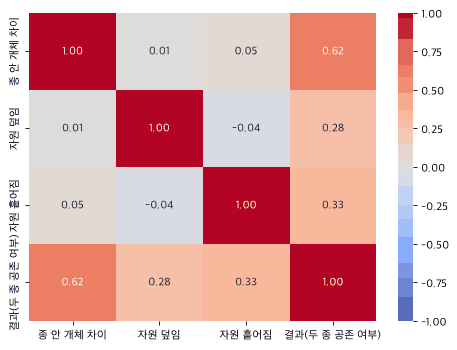 종 안 개체 차이
자원 덮임
자원 흩어짐
결과(두 종 공존 여부)
1.00 0.01 0.05 0.62
0.01 1.00 -0.04 0.28
0.05 -0.04 1.00 0.33
0.62 0.28 0.33 1.00
종 안 개체 차이 자원 덮임 자원 흩어짐 결과(두 종 공존 여부)
1.00
0.75
0.50
0.25
0.00
-0.25
-0.50
-0.75
-1.00